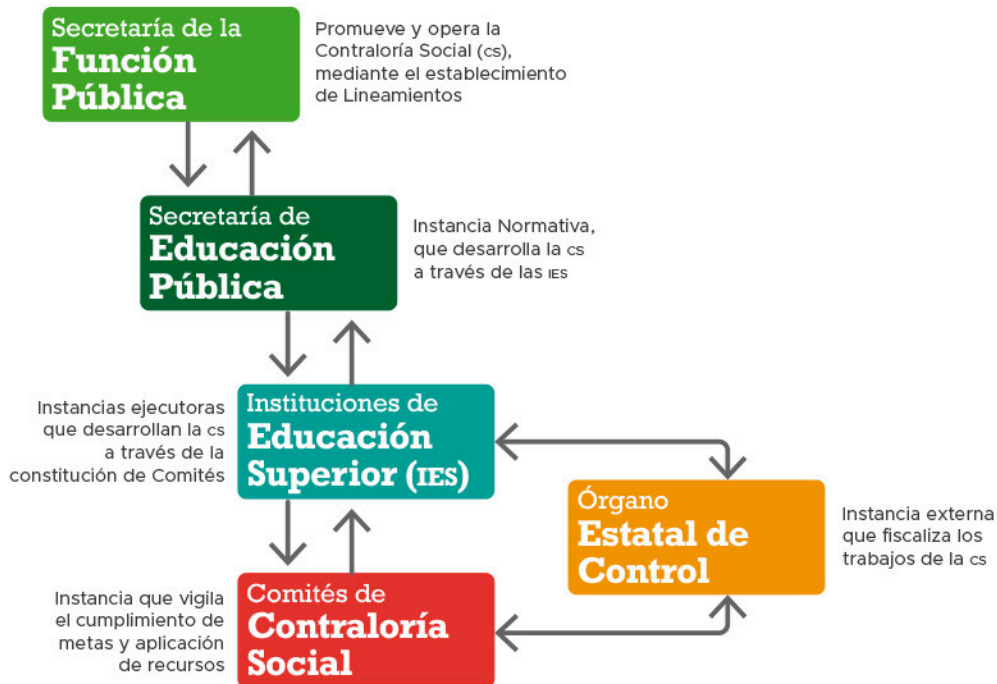 Secretaría de la
Función
Pública
Promueve y opera la
Contraloría Social (CS),
mediante el establecimiento
de Lineamientos
Secretaría de
Educación
Pública
Instancia Normativa,
que desarrolla la CS
a través de las IES
Instancias ejecutoras
que desarrollan la CS
a través de la
constitución de Comités
Instituciones de
Educación
Superior (IES)
Órgano
Estatal de
Control
Instancia externa
que fiscaliza los
trabajos de la CS
Instancia que vigila
el cumplimiento de
metas y aplicación
de recursos
Comités de
Contraloría
Social